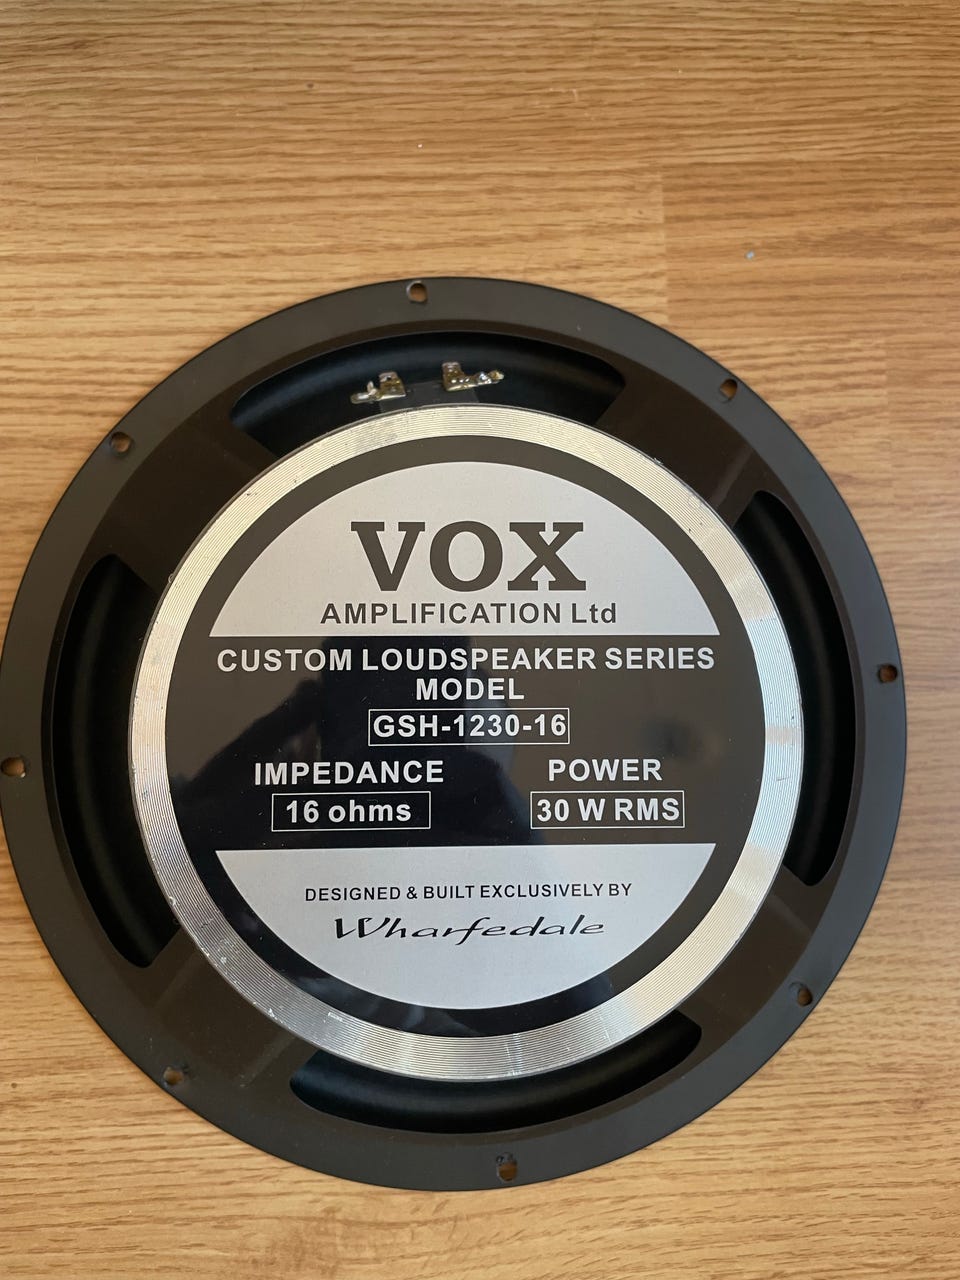 VOX
AMPLIFICATION Ltd
CUSTOM LOUDSPEAKER SERIES
MODEL
GSH-1230-16
IMPEDANCE POWER
16 ohms 30 W RMS
DESIGNED & BUILT EXCLUSIVELY BY
Wharfedale